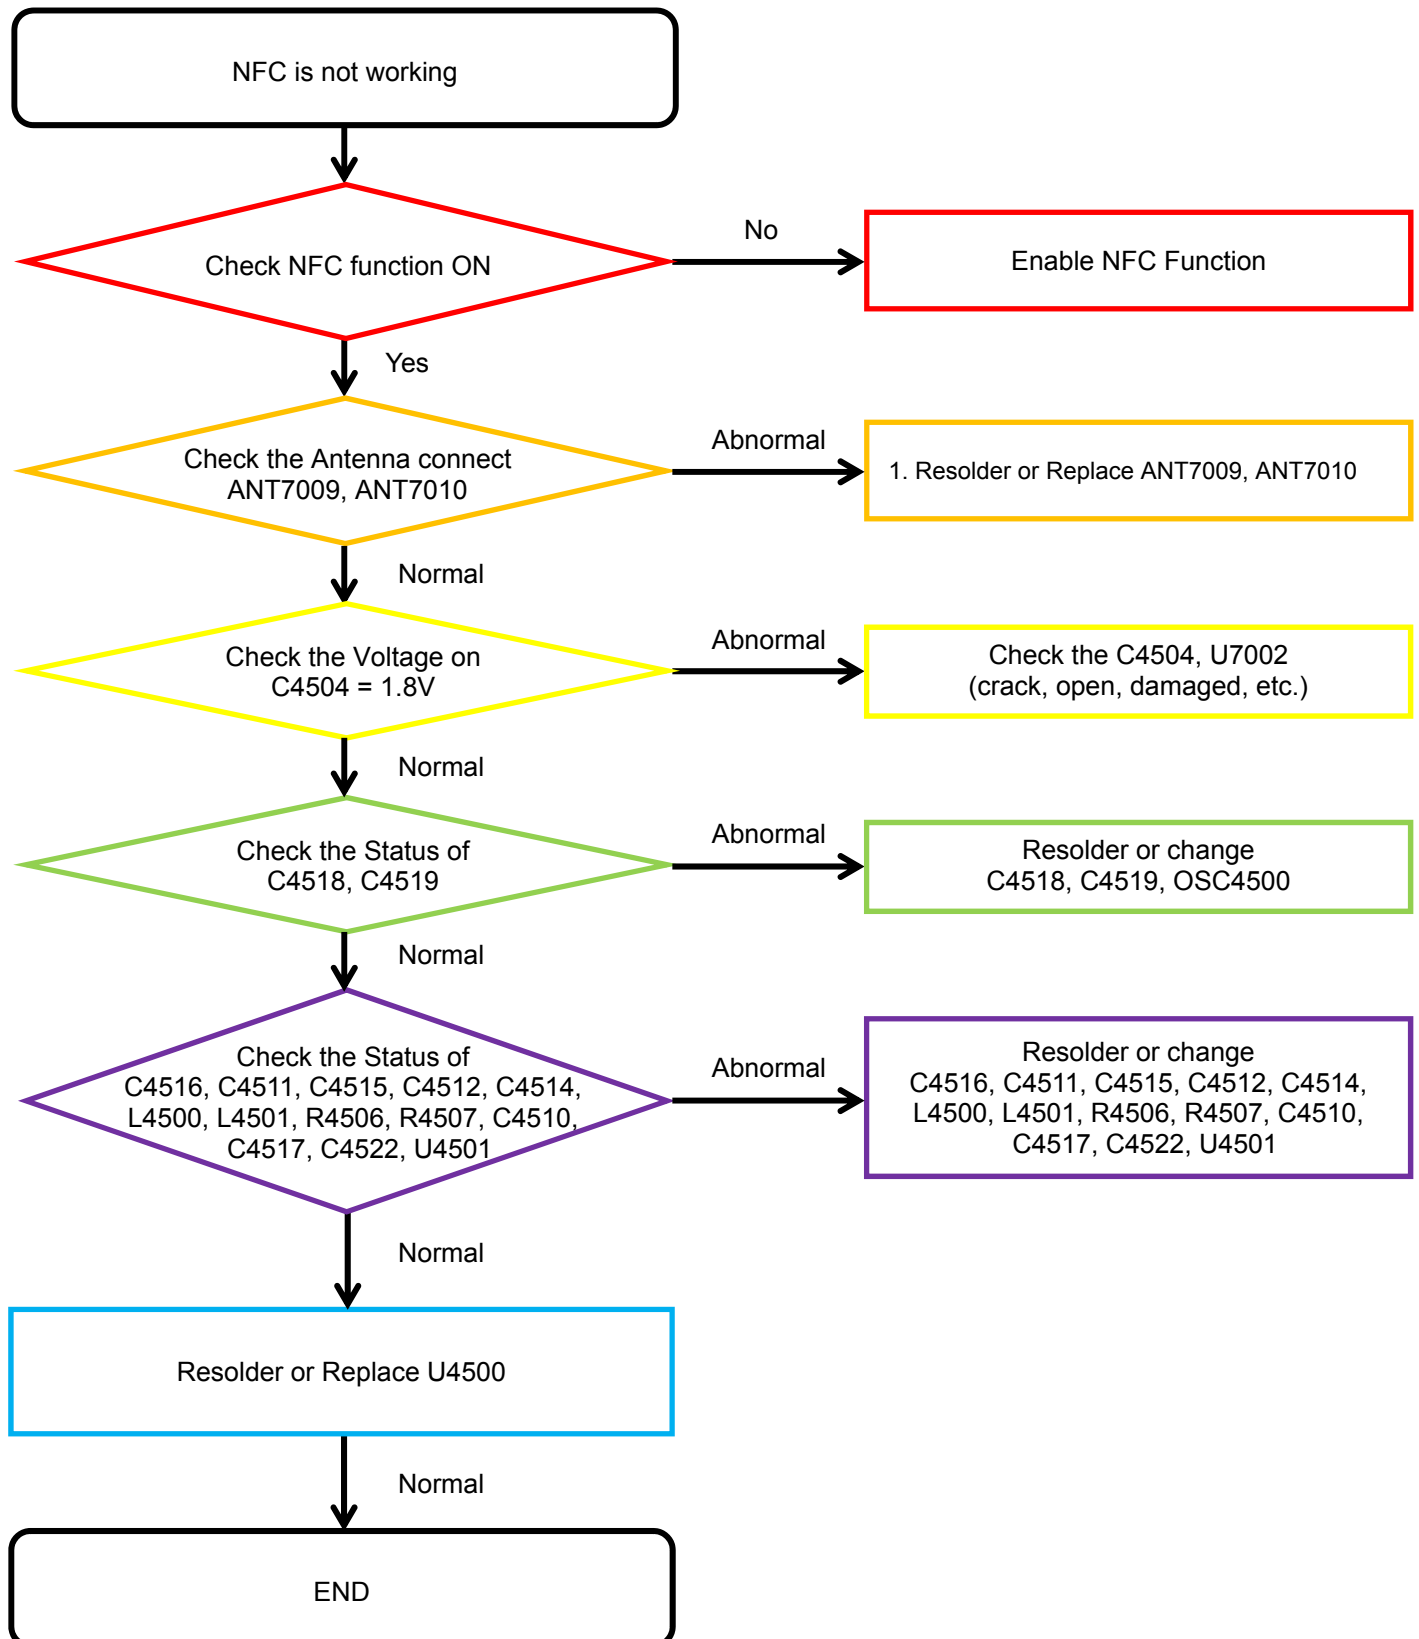 NFC is not working
Check NFC function ON
No
Enable NFC Function
Yes
Check the Antenna connect
ANT7009, ANT7010
Abnormal
1. Resolder or Replace ANT7009, ANT7010
Normal
Check the Voltage on
C4504 = 1.8V
Abnormal
Check the C4504, U7002
(crack, open, damaged, etc.)
Normal
Check the Status of
C4518, C4519
Abnormal
Resolder or change
C4518, C4519, OSC4500
Normal
Check the Status of
C4516, C4511, C4515, C4512, C4514,
L4500, L4501, R4506, R4507, C4510,
C4517, C4522, U4501
Abnormal
Resolder or change
C4516, C4511, C4515, C4512, C4514,
L4500, L4501, R4506, R4507, C4510,
C4517, C4522, U4501
Normal
Resolder or Replace U4500
Normal
END